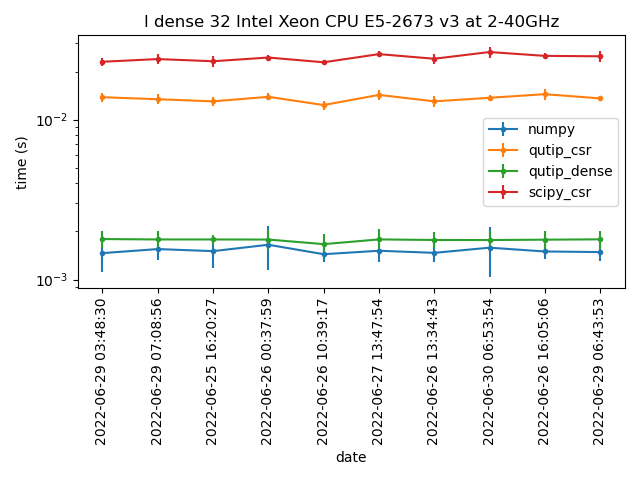 l dense 32 Intel Xeon CPU E5-2673 v3 at 2-40GHz
time (s)
10⁻²
10⁻³
numpy
qutip_csr
qutip_dense
scipy_csr
2022-06-29 03:48:30
2022-06-29 07:08:56
2022-06-25 16:20:27
2022-06-26 00:37:59
2022-06-26 10:39:17
2022-06-27 13:47:54
2022-06-26 13:34:43
2022-06-30 06:53:54
2022-06-26 16:05:06
2022-06-29 06:43:53
date